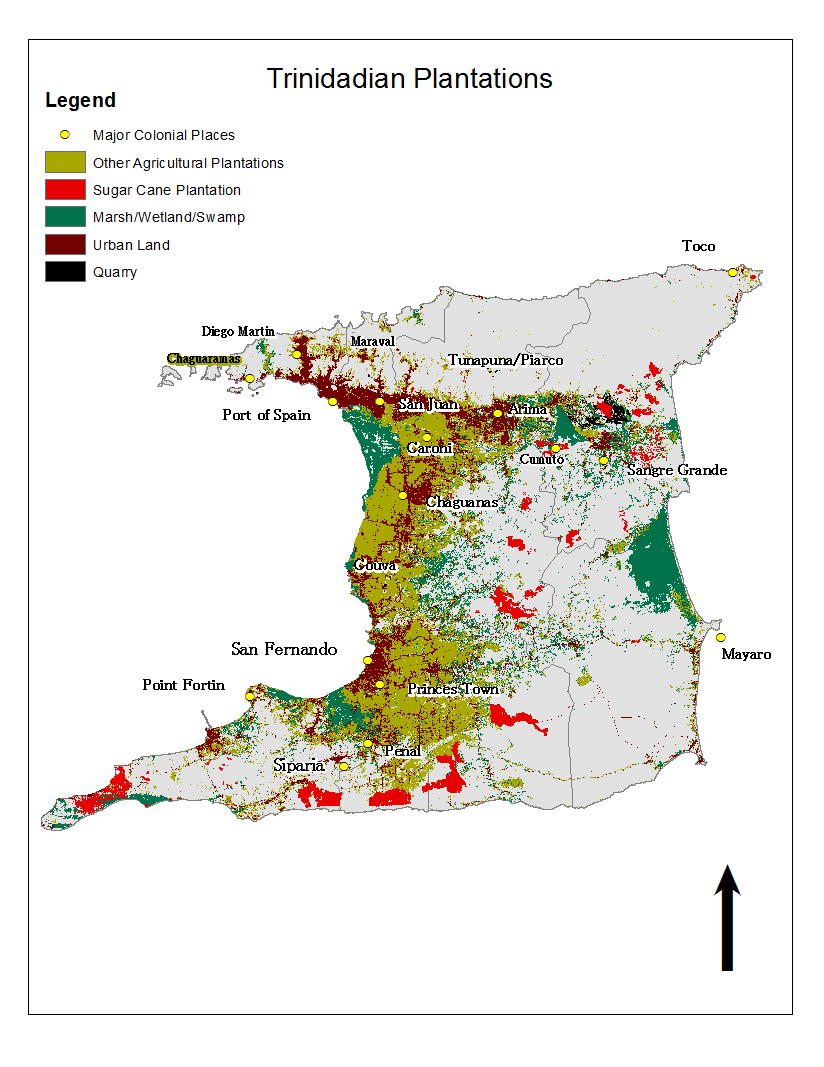 Trinidadian Plantations
Legend
Major Colonial Places
Other Agricultural Plantations
Sugar Cane Plantation
Marsh/Wetland/Swamp
Urban Land
Quarry
Toco
Diego Martin
Maraval
Chaguaramas
Tunapuna/Piarco
Port of Spain
San Juan
Arima
Caroni
Cumuto
Sangre Grande
Chaguanas
Couva
San Fernando
Mayaro
Point Fortin
Princes Town
Penal
Siparia